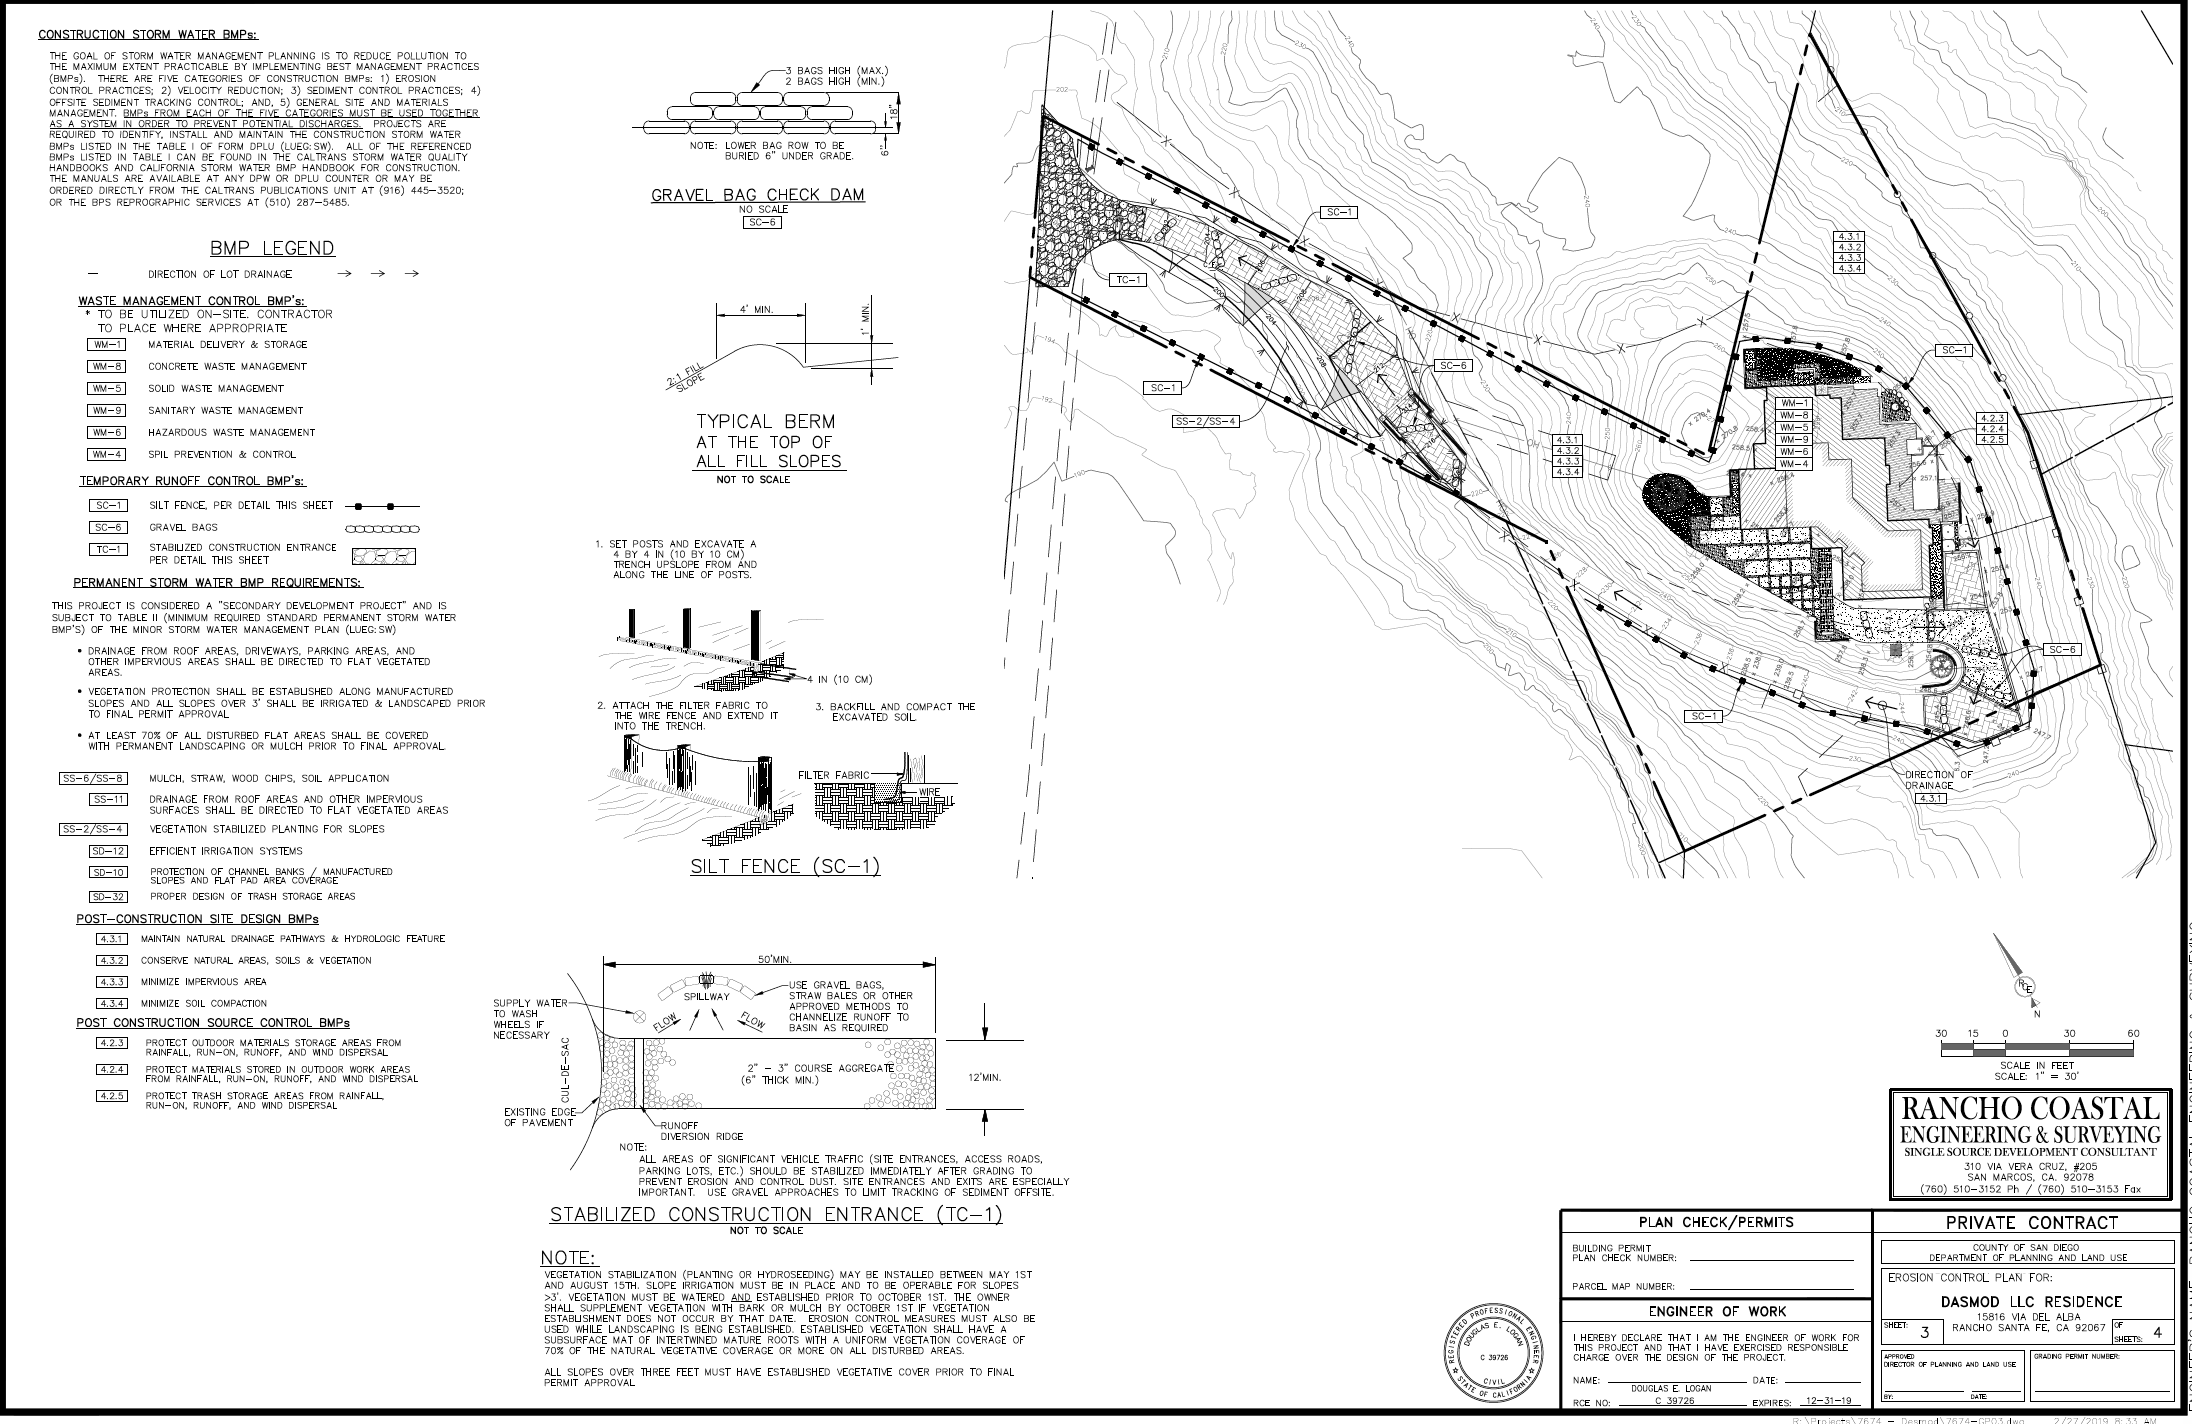 CONSTRUCTION STORM WATER BMPs:
THE GOAL OF STORM WATER MANAGEMENT PLANNING IS TO REDUCE POLLUTION TO
THE MAXIMUM EXTENT PRACTICABLE BY IMPLEMENTING BEST MANAGEMENT PRACTICES
(BMPs). THERE ARE FIVE CATEGORIES OF CONSTRUCTION BMPs: 1) EROSION
CONTROL PRACTICES; 2) VELOCITY REDUCTION; 3) SEDIMENT CONTROL PRACTICES; 4)
OFFSITE SEDIMENT TRACKING CONTROL; AND, 5) GENERAL SITE AND MATERIALS
MANAGEMENT. BMPs FROM EACH OF THE FIVE CATEGORIES MUST BE USED TOGETHER
AS A SYSTEM IN ORDER TO PREVENT POTENTIAL DISCHARGES. PROJECTS ARE
REQUIRED TO IDENTIFY, INSTALL AND MAINTAIN THE CONSTRUCTION STORM WATER
BMPs LISTED IN THE TABLE I OF FORM DPLU (LUEG:SW). ALL OF THE REFERENCED
BMPs LISTED IN TABLE I CAN BE FOUND IN THE CALTRANS STORM WATER QUALITY
HANDBOOKS AND CALIFORNIA STORM WATER BMP HANDBOOK FOR CONSTRUCTION.
THE MANUALS ARE AVAILABLE AT ANY DPW OR DPLU COUNTER OR MAY BE
ORDERED DIRECTLY FROM THE CALTRANS PUBLICATIONS UNIT AT (916) 445-3520;
OR THE BPS REPROGRAPHIC SERVICES AT (510) 287-5485.
BMP LEGEND
DIRECTION OF LOT DRAINAGE
WASTE MANAGEMENT CONTROL BMP's:
* TO BE UTILIZED ON-SITE. CONTRACTOR
TO PLACE WHERE APPROPRIATE
WM-1 MATERIAL DELIVERY & STORAGE
WM-8 CONCRETE WASTE MANAGEMENT
WM-5 SOLID WASTE MANAGEMENT
WM-9 SANITARY WASTE MANAGEMENT
WM-6 HAZARDOUS WASTE MANAGEMENT
WM-4 SPIL PREVENTION & CONTROL
TEMPORARY RUNOFF CONTROL BMP's:
SC-1 SILT FENCE, PER DETAIL THIS SHEET
SC-6 GRAVEL BAGS
TC-1 STABILIZED CONSTRUCTION ENTRANCE
PER DETAIL THIS SHEET
PERMANENT STORM WATER BMP REQUIREMENTS:
THIS PROJECT IS CONSIDERED A "SECONDARY DEVELOPMENT PROJECT" AND IS
SUBJECT TO TABLE II (MINIMUM REQUIRED STANDARD PERMANENT STORM WATER
BMP'S) OF THE MINOR STORM WATER MANAGEMENT PLAN (LUEG:SW)
• DRAINAGE FROM ROOF AREAS, DRIVEWAYS, PARKING AREAS, AND
OTHER IMPERVIOUS AREAS SHALL BE DIRECTED TO FLAT VEGETATED
AREAS.
• VEGETATION PROTECTION SHALL BE ESTABLISHED ALONG MANUFACTURED
SLOPES AND ALL SLOPES OVER 3' SHALL BE IRRIGATED & LANDSCAPED PRIOR
TO FINAL PERMIT APPROVAL
• AT LEAST 70% OF ALL DISTURBED FLAT AREAS SHALL BE COVERED
WITH PERMANENT LANDSCAPING OR MULCH PRIOR TO FINAL APPROVAL.
SS-6/SS-8 MULCH, STRAW, WOOD CHIPS, SOIL APPLICATION
SS-11 DRAINAGE FROM ROOF AREAS AND OTHER IMPERVIOUS
SURFACES SHALL BE DIRECTED TO FLAT VEGETATED AREAS
SS-2/SS-4 VEGETATION STABILIZED PLANTING FOR SLOPES
SD-12 EFFICIENT IRRIGATION SYSTEMS
SD-10 PROTECTION OF CHANNEL BANKS / MANUFACTURED
SLOPES AND FLAT PAD AREA COVERAGE
SD-32 PROPER DESIGN OF TRASH STORAGE AREAS
POST-CONSTRUCTION SITE DESIGN BMPs
4.3.1 MAINTAIN NATURAL DRAINAGE PATHWAYS & HYDROLOGIC FEATURE
4.3.2 CONSERVE NATURAL AREAS, SOILS & VEGETATION
4.3.3 MINIMIZE IMPERVIOUS AREA
4.3.4 MINIMIZE SOIL COMPACTION
POST CONSTRUCTION SOURCE CONTROL BMPs
4.2.3 PROTECT OUTDOOR MATERIALS STORAGE AREAS FROM
RAINFALL, RUN-ON, RUNOFF, AND WIND DISPERSAL
4.2.4 PROTECT MATERIALS STORED IN OUTDOOR WORK AREAS
FROM RAINFALL, RUN-ON, RUNOFF, AND WIND DISPERSAL
4.2.5 PROTECT TRASH STORAGE AREAS FROM RAINFALL,
RUN-ON, RUNOFF, AND WIND DISPERSAL
3 BAGS HIGH (MAX.)
2 BAGS HIGH (MIN.)
18"
6"
NOTE: LOWER BAG ROW TO BE
BURIED 6" UNDER GRADE.
GRAVEL BAG CHECK DAM
NO SCALE
SC-6
4' MIN.
1' MIN.
2:1 FILL
SLOPE
TYPICAL BERM
AT THE TOP OF
ALL FILL SLOPES
NOT TO SCALE
1. SET POSTS AND EXCAVATE A
4 BY 4 IN (10 BY 10 CM)
TRENCH UPSLOPE FROM AND
ALONG THE LINE OF POSTS.
4 IN (10 CM)
2. ATTACH THE FILTER FABRIC TO
THE WIRE FENCE AND EXTEND IT
INTO THE TRENCH.
3. BACKFILL AND COMPACT THE
EXCAVATED SOIL.
FILTER FABRIC
WIRE
SILT FENCE (SC-1)
50'MIN.
SUPPLY WATER
TO WASH
WHEELS IF
NECESSARY
SPILLWAY
FLOW
FLOW
USE GRAVEL BAGS,
STRAW BALES OR OTHER
APPROVED METHODS TO
CHANNELIZE RUNOFF TO
BASIN AS REQUIRED
CUL-DE-SAC
2" - 3" COURSE AGGREGATE
(6" THICK MIN.)
12'MIN.
EXISTING EDGE
OF PAVEMENT
RUNOFF
DIVERSION RIDGE
NOTE:
ALL AREAS OF SIGNIFICANT VEHICLE TRAFFIC (SITE ENTRANCES, ACCESS ROADS,
PARKING LOTS, ETC.) SHOULD BE STABILIZED IMMEDIATELY AFTER GRADING TO
PREVENT EROSION AND CONTROL DUST. SITE ENTRANCES AND EXITS ARE ESPECIALLY
IMPORTANT. USE GRAVEL APPROACHES TO LIMIT TRACKING OF SEDIMENT OFFSITE.
STABILIZED CONSTRUCTION ENTRANCE (TC-1)
NOT TO SCALE
NOTE:
VEGETATION STABILIZATION (PLANTING OR HYDROSEEDING) MAY BE INSTALLED BETWEEN MAY 1ST
AND AUGUST 15TH. SLOPE IRRIGATION MUST BE IN PLACE AND TO BE OPERABLE FOR SLOPES
>3'. VEGETATION MUST BE WATERED AND ESTABLISHED PRIOR TO OCTOBER 1ST. THE OWNER
SHALL SUPPLEMENT VEGETATION WITH BARK OR MULCH BY OCTOBER 1ST IF VEGETATION
ESTABLISHMENT DOES NOT OCCUR BY THAT DATE. EROSION CONTROL MEASURES MUST ALSO BE
USED WHILE LANDSCAPING IS BEING ESTABLISHED. ESTABLISHED VEGETATION SHALL HAVE A
SUBSURFACE MAT OF INTERTWINED MATURE ROOTS WITH A UNIFORM VEGETATION COVERAGE OF
70% OF THE NATURAL VEGETATIVE COVERAGE OR MORE ON ALL DISTURBED AREAS.
ALL SLOPES OVER THREE FEET MUST HAVE ESTABLISHED VEGETATIVE COVER PRIOR TO FINAL
PERMIT APPROVAL
202
SC-1
TC-1
194
192
190
SC-1
SS-2/SS-4
SC-6
4.3.1
4.3.2
4.3.3
4.3.4
4.3.1
4.3.2
4.3.3
4.3.4
SC-1
WM-1
WM-8
WM-5
WM-9
WM-6
WM-4
4.2.3
4.2.4
4.2.5
SC-6
SC-1
DIRECTION OF
DRAINAGE
4.3.1
RCE
N
30 15 0 30 60
SCALE IN FEET
SCALE: 1" = 30'
RANCHO COASTAL
ENGINEERING & SURVEYING
SINGLE SOURCE DEVELOPMENT CONSULTANT
310 VIA VERA CRUZ, #205
SAN MARCOS, CA. 92078
(760) 510-3152 Ph / (760) 510-3153 Fax
PLAN CHECK/PERMITS
BUILDING PERMIT
PLAN CHECK NUMBER:
PARCEL MAP NUMBER:
ENGINEER OF WORK
I HEREBY DECLARE THAT I AM THE ENGINEER OF WORK FOR
THIS PROJECT AND THAT I HAVE EXERCISED RESPONSIBLE
CHARGE OVER THE DESIGN OF THE PROJECT.
NAME: DATE:
DOUGLAS E. LOGAN
RCE NO: C 39726 EXPIRES: 12-31-19
REGISTERED PROFESSIONAL ENGINEER
DOUGLAS E. LOGAN
C 39726
CIVIL
STATE OF CALIFORNIA
PRIVATE CONTRACT
COUNTY OF SAN DIEGO
DEPARTMENT OF PLANNING AND LAND USE
EROSION CONTROL PLAN FOR:
DASMOD LLC RESIDENCE
15816 VIA DEL ALBA
RANCHO SANTA FE, CA 92067
SHEET: 3 OF SHEETS: 4
APPROVED
DIRECTOR OF PLANNING AND LAND USE
BY: DATE:
GRADING PERMIT NUMBER:
R:\Projects\7674 - Desmod\7674-GP03.dwg 2/27/2019 8:33 AM